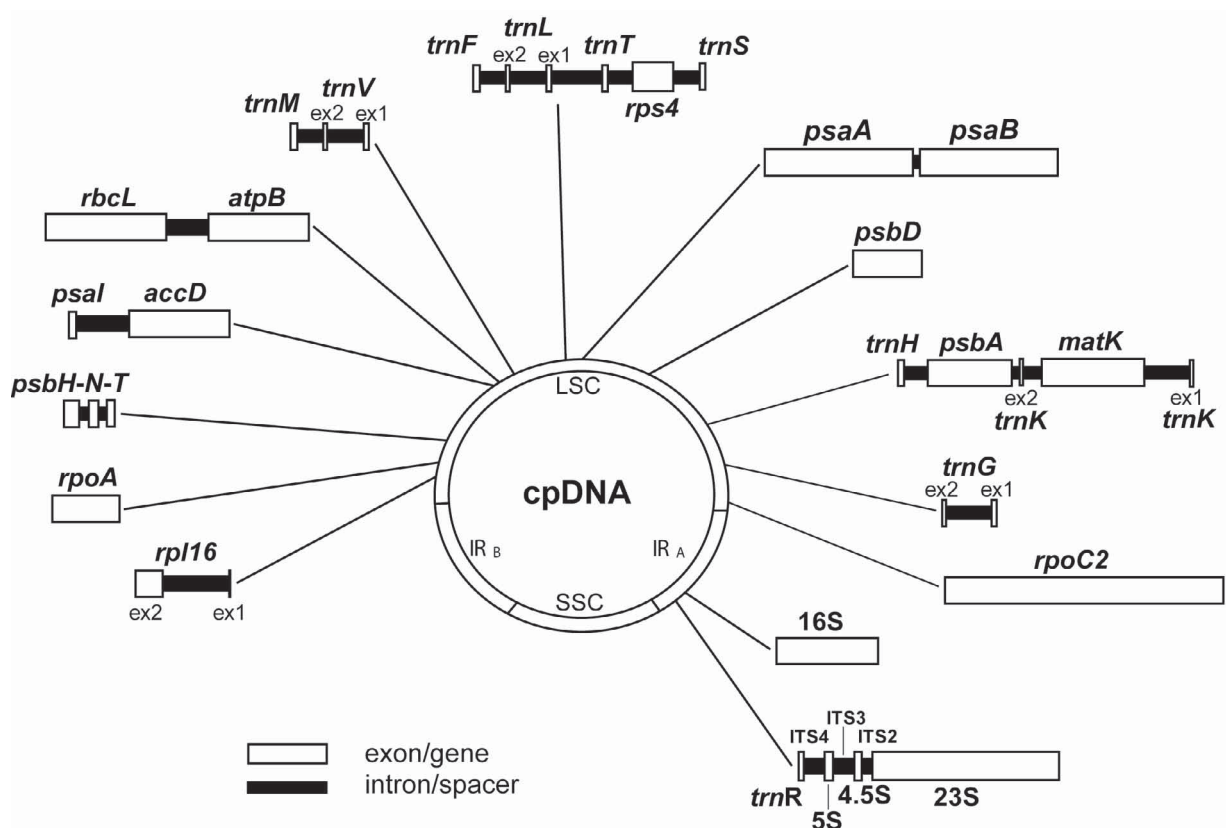 trnF trnL trnT trnS
ex2 ex1
rps4
trnM trnV
ex2 ex1
psaA psaB
rbcL atpB
psbD
psaI accD
trnH psbA matK
ex2 ex1
trnK trnK
psbH-N-T
LSC
cpDNA
IR B IR A
SSC
trnG
ex2 ex1
rpoA
rpl16
ex2 ex1
rpoC2
16S
ITS3
ITS4 ITS2
trnR 4.5S 23S
5S
exon/gene
intron/spacer